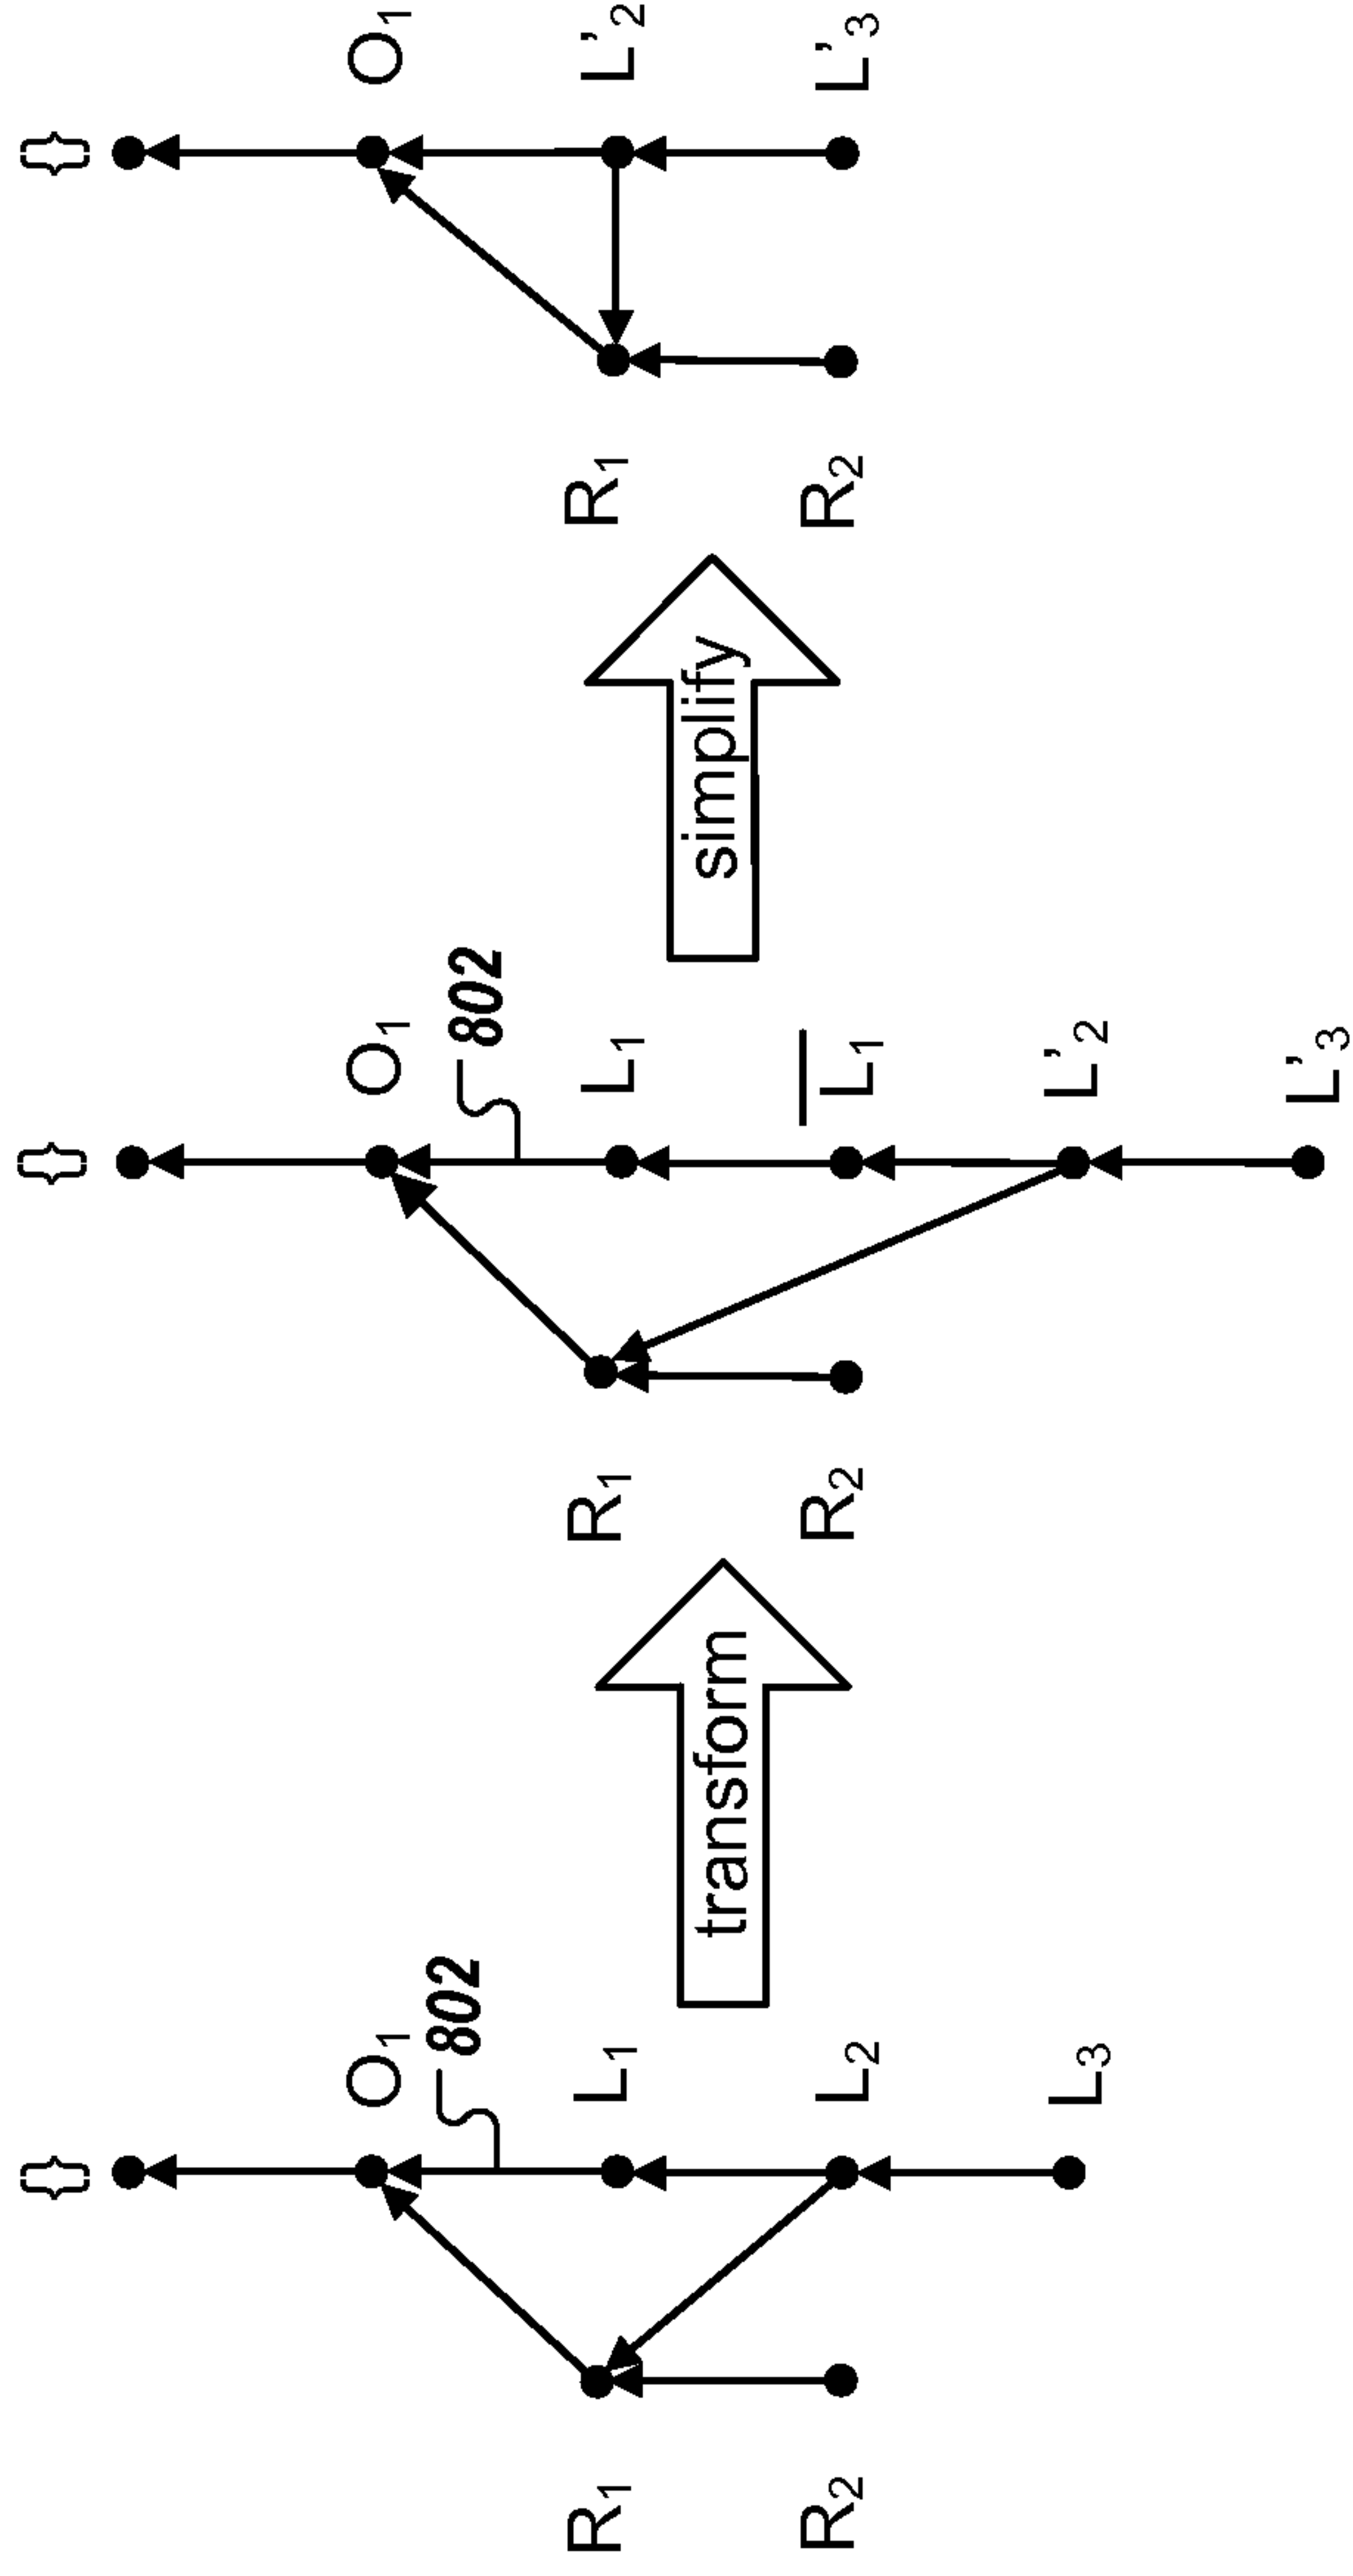 {}
O₁
802
R₁
L₁
R₂
L₂
L₃
transform
{}
O₁
802
R₁
L₁
R₂
L̅₁
L'₂
L'₃
simplify
{}
O₁
R₁
L'₂
R₂
L'₃